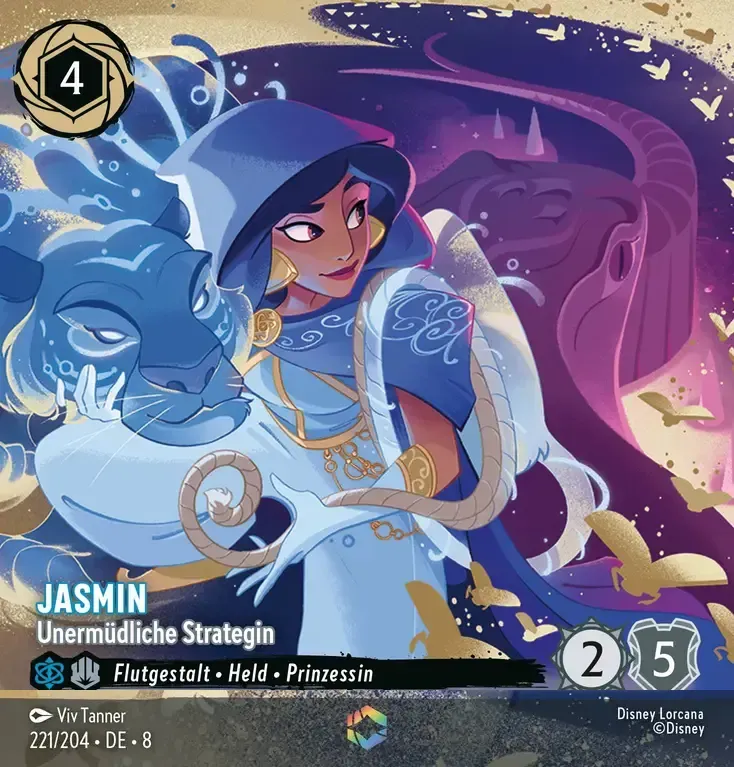 4
JASMIN
Unermüdliche Strategin
Flutgestalt • Held • Prinzessin
2 5
Viv Tanner
221/204 • DE • 8
Disney Lorcana
©Disney